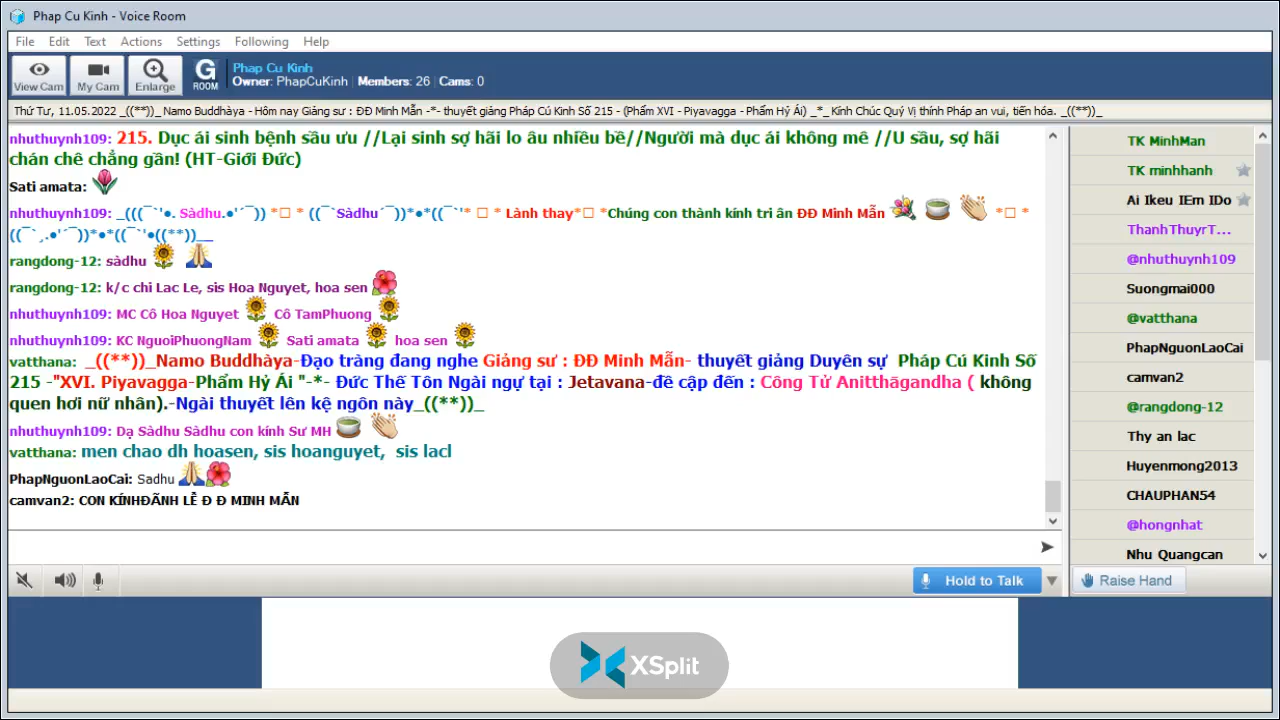 Phap Cu Kinh - Voice Room
File Edit Text Actions Settings Following Help
View Cam My Cam Enlarge G ROOM
Phap Cu Kinh
Owner: PhapCuKinh | Members: 26 | Cams: 0
Thứ Tư, 11.05.2022 _((**))_ Namo Buddhàya - Hôm nay Giảng sư : ĐĐ Minh Mẫn -*- thuyết giảng Pháp Cú Kinh Số 215 - (Phẩm XVI - Piyavagga - Phẩm Hỷ Ái) _*_ Kính Chúc Quý Vị thính Pháp an vui, tiến hóa. _((**))_
nhuthuynh109: 215. Dục ái sinh bệnh sầu ưu //Lại sinh sợ hãi lo âu nhiều bề//Người mà dục ái không mê //U sầu, sợ hãi
chán chê chẳng gần! (HT-Giới Đức)
Sati amata:
nhuthuynh109: _(((¯`'●. Sàdhu.●'´¯)) *□ * ((¯`Sàdhu´¯))*●*((¯`'* □ * Lành thay*□ *Chúng con thành kính tri ân ĐĐ Minh Mẫn *□ *
((¯`¸.●'´¯))*●*((¯`'●((**))__
rangdong-12: sàdhu
rangdong-12: k/c chi Lac Le, sis Hoa Nguyet, hoa sen
nhuthuynh109: MC Cô Hoa Nguyet Cô TamPhuong
nhuthuynh109: KC NguoiPhuongNam Sati amata hoa sen
vatthana: _((**))_Namo Buddhàya-Đạo tràng đang nghe Giảng sư : ĐĐ Minh Mẫn- thuyết giảng Duyên sự Pháp Cú Kinh Số
215 -"XVI. Piyavagga-Phẩm Hỷ Ái "-*- Đức Thế Tôn Ngài ngự tại : Jetavana-đề cập đến : Công Tử Anitthāgandha ( không
quen hơi nữ nhân).-Ngài thuyết lên kệ ngôn này_((**))_
nhuthuynh109: Dạ Sàdhu Sàdhu con kính Sư MH
vatthana: men chao dh hoasen, sis hoanguyet, sis lacl
PhapNguonLaoCai: Sadhu
camvan2: CON KÍNHĐÃNH LỄ Đ Đ MINH MẪN
TK MinhMan
TK minhhanh
Ai Ikeu IEm IDo
ThanhThuyrT...
@nhuthuynh109
Suongmai000
@vatthana
PhapNguonLaoCai
camvan2
@rangdong-12
Thy an lac
Huyenmong2013
CHAUPHAN54
@hongnhat
Nhu Quangcan
Hold to Talk
Raise Hand
XSplit